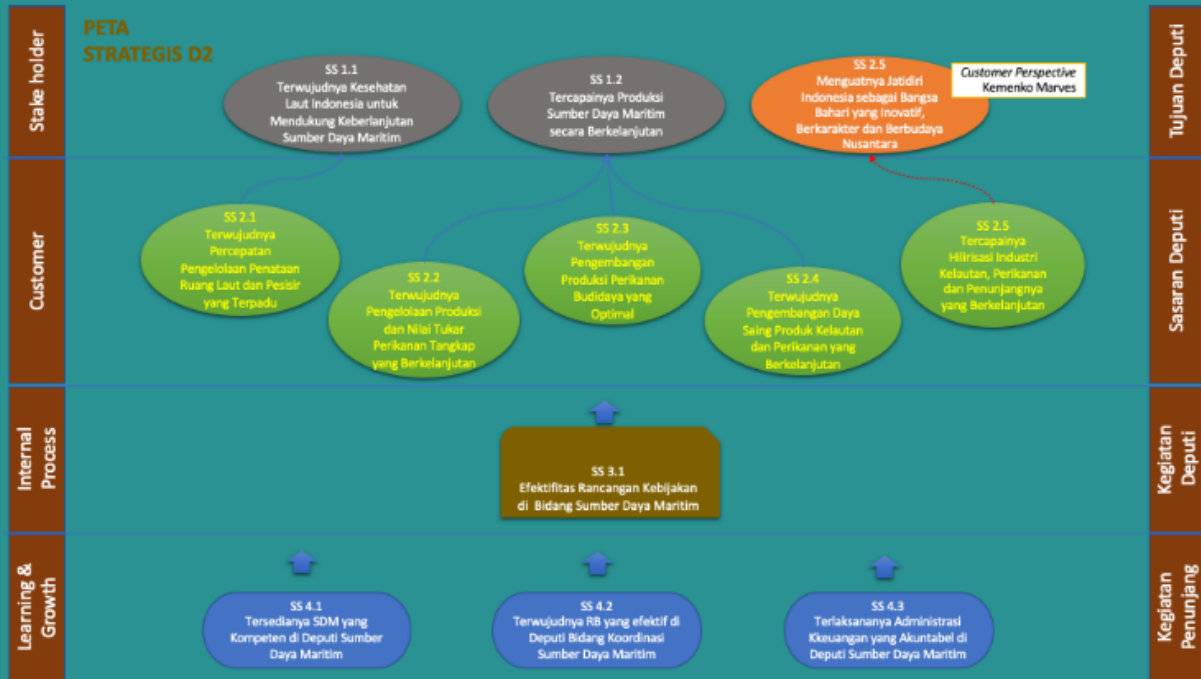 PETA
STRATEGIS D2
Stake holder
SS 1.1
Terwujudnya Kesehatan
Laut Indonesia untuk
Mendukung Keberlanjutan
Sumber Daya Maritim
SS 1.2
Tercapainya Produksi
Sumber Daya Maritim
secara Berkelanjutan
SS 2.5
Menguatnya Jatidiri
Indonesia sebagai Bangsa
Bahari yang Inovatif,
Berkarakter dan Berbudaya
Nusantara
Customer Perspective
Kemenko Marves
Tujuan Deputi
Customer
SS 2.1
Terwujudnya
Percepatan
Pengelolaan Penataan
Ruang Laut dan Pesisir
yang Terpadu
SS 2.2
Terwujudnya
Pengelolaan Produksi
dan Nilai Tukar
Perikanan Tangkap
yang Berkelanjutan
SS 2.3
Terwujudnya
Pengembangan
Produksi Perikanan
Budidaya yang
Optimal
SS 2.4
Terwujudnya
Pengembangan Daya
Saing Produk Kelautan
dan Perikanan yang
Berkelanjutan
SS 2.5
Tercapainya
Hilirisasi Industri
Kelautan, Perikanan
dan Penunjangnya
yang Berkelanjutan
Sasaran Deputi
Internal
Process
SS 3.1
Efektifitas Rancangan Kebijakan
di Bidang Sumber Daya Maritim
Kegiatan
Deputi
Learning &
Growth
SS 4.1
Tersedianya SDM yang
Kompeten di Deputi Sumber
Daya Maritim
SS 4.2
Terwujudnya RB yang efektif di
Deputi Bidang Koordinasi
Sumber Daya Maritim
SS 4.3
Terlaksananya Administrasi
Kkeuangan yang Akuntabel di
Deputi Sumber Daya Maritim
Kegiatan
Penunjang